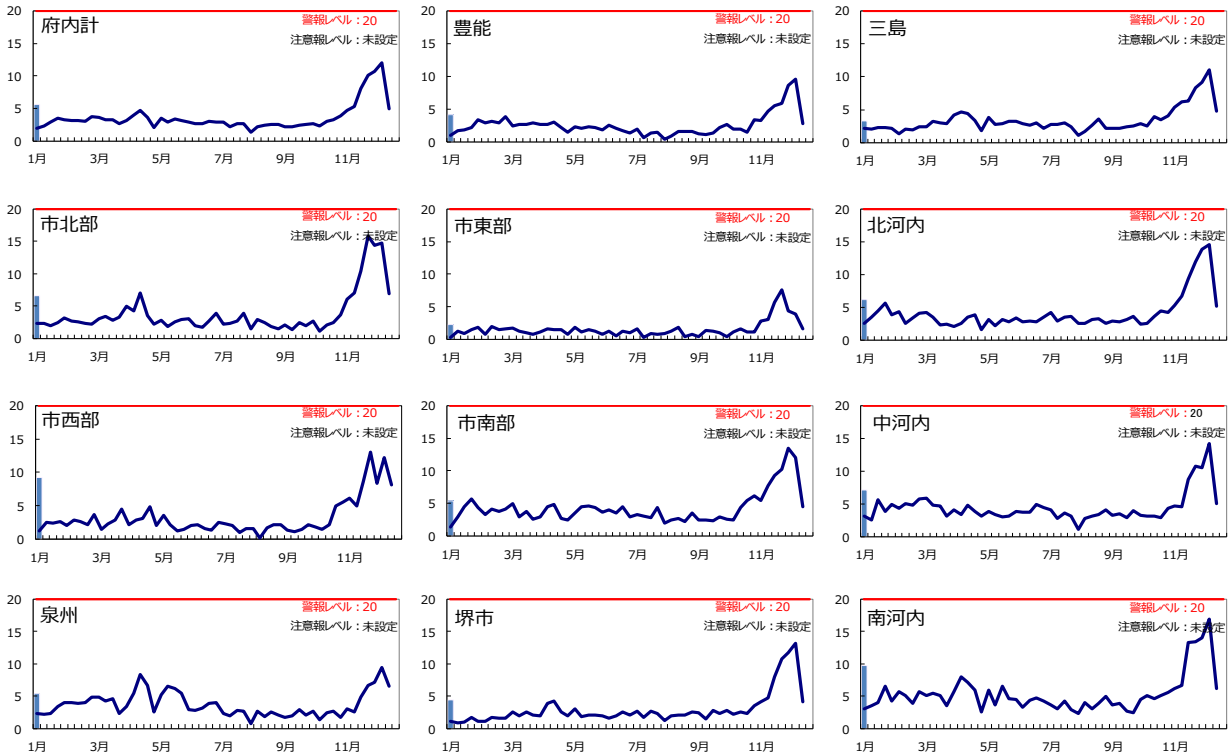 府内計
警報レベル：20
注意報レベル：未設定
20
15
10
5
0
1月 3月 5月 7月 9月 11月
豊能
警報レベル：20
注意報レベル：未設定
20
15
10
5
0
1月 3月 5月 7月 9月 11月
三島
警報レベル：20
注意報レベル：未設定
20
15
10
5
0
1月 3月 5月 7月 9月 11月
市北部
警報レベル：20
注意報レベル：未設定
20
15
10
5
0
1月 3月 5月 7月 9月 11月
市東部
警報レベル：20
注意報レベル：未設定
20
15
10
5
0
1月 3月 5月 7月 9月 11月
北河内
警報レベル：20
注意報レベル：未設定
20
15
10
5
0
1月 3月 5月 7月 9月 11月
市西部
警報レベル：20
注意報レベル：未設定
20
15
10
5
0
1月 3月 5月 7月 9月 11月
市南部
警報レベル：20
注意報レベル：未設定
20
15
10
5
0
1月 3月 5月 7月 9月 11月
中河内
警報レベル：20
注意報レベル：未設定
20
15
10
5
0
1月 3月 5月 7月 9月 11月
泉州
警報レベル：20
注意報レベル：未設定
20
15
10
5
0
1月 3月 5月 7月 9月 11月
堺市
警報レベル：20
注意報レベル：未設定
20
15
10
5
0
1月 3月 5月 7月 9月 11月
南河内
警報レベル：20
注意報レベル：未設定
20
15
10
5
0
1月 3月 5月 7月 9月 11月